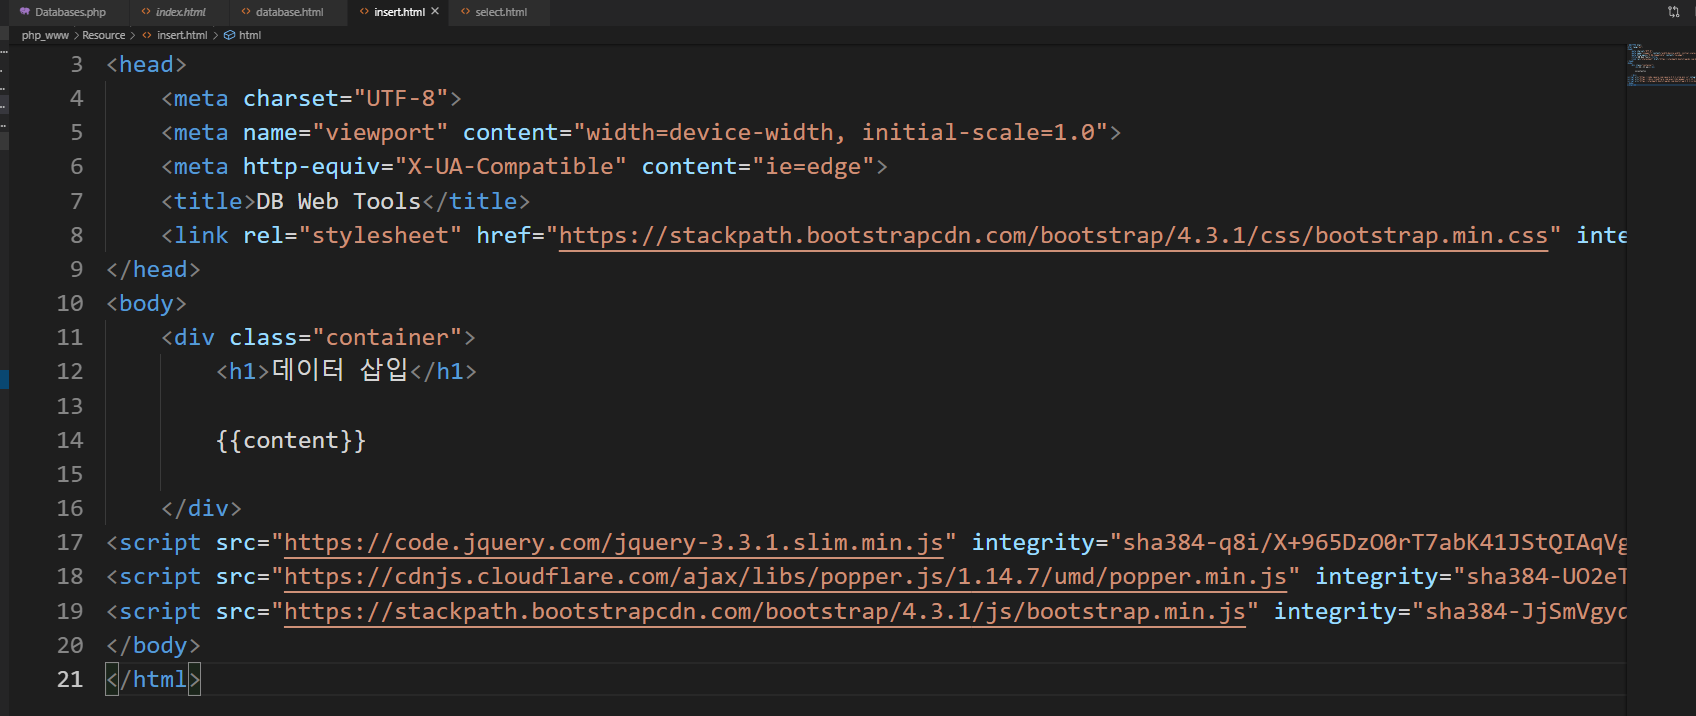 Databases.php index.html database.html insert.html select.html
php_www > Resource > insert.html > html
3 <head>
4 <meta charset="UTF-8">
5 <meta name="viewport" content="width=device-width, initial-scale=1.0">
6 <meta http-equiv="X-UA-Compatible" content="ie=edge">
7 <title>DB Web Tools</title>
8 <link rel="stylesheet" href="https://stackpath.bootstrapcdn.com/bootstrap/4.3.1/css/bootstrap.min.css" inte
9 </head>
10 <body>
11 <div class="container">
12 <h1>데이터 삽입</h1>
13
14 {{content}}
15
16 </div>
17 <script src="https://code.jquery.com/jquery-3.3.1.slim.min.js" integrity="sha384-q8i/X+965DzO0rT7abK41JStQIAqVg
18 <script src="https://cdnjs.cloudflare.com/ajax/libs/popper.js/1.14.7/umd/popper.min.js" integrity="sha384-UO2eT
19 <script src="https://stackpath.bootstrapcdn.com/bootstrap/4.3.1/js/bootstrap.min.js" integrity="sha384-JjSmVgyd
20 </body>
21 </html>